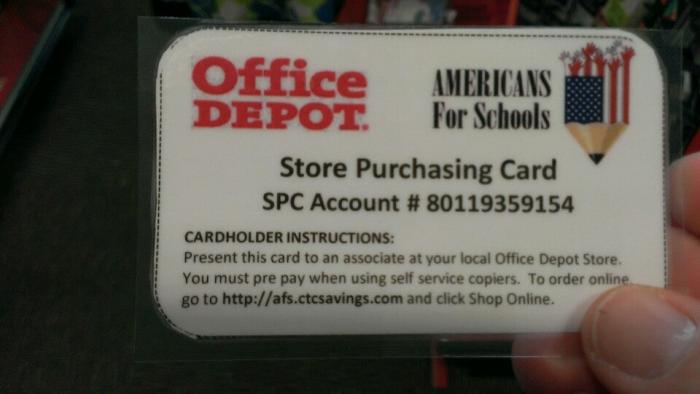 Office
DEPOT.
AMERICANS
For Schools
Store Purchasing Card
SPC Account # 80119359154
CARDHOLDER INSTRUCTIONS:
Present this card to an associate at your local Office Depot Store.
You must pre pay when using self service copiers. To order online
go to http://afs.ctcsavings.com and click Shop Online.